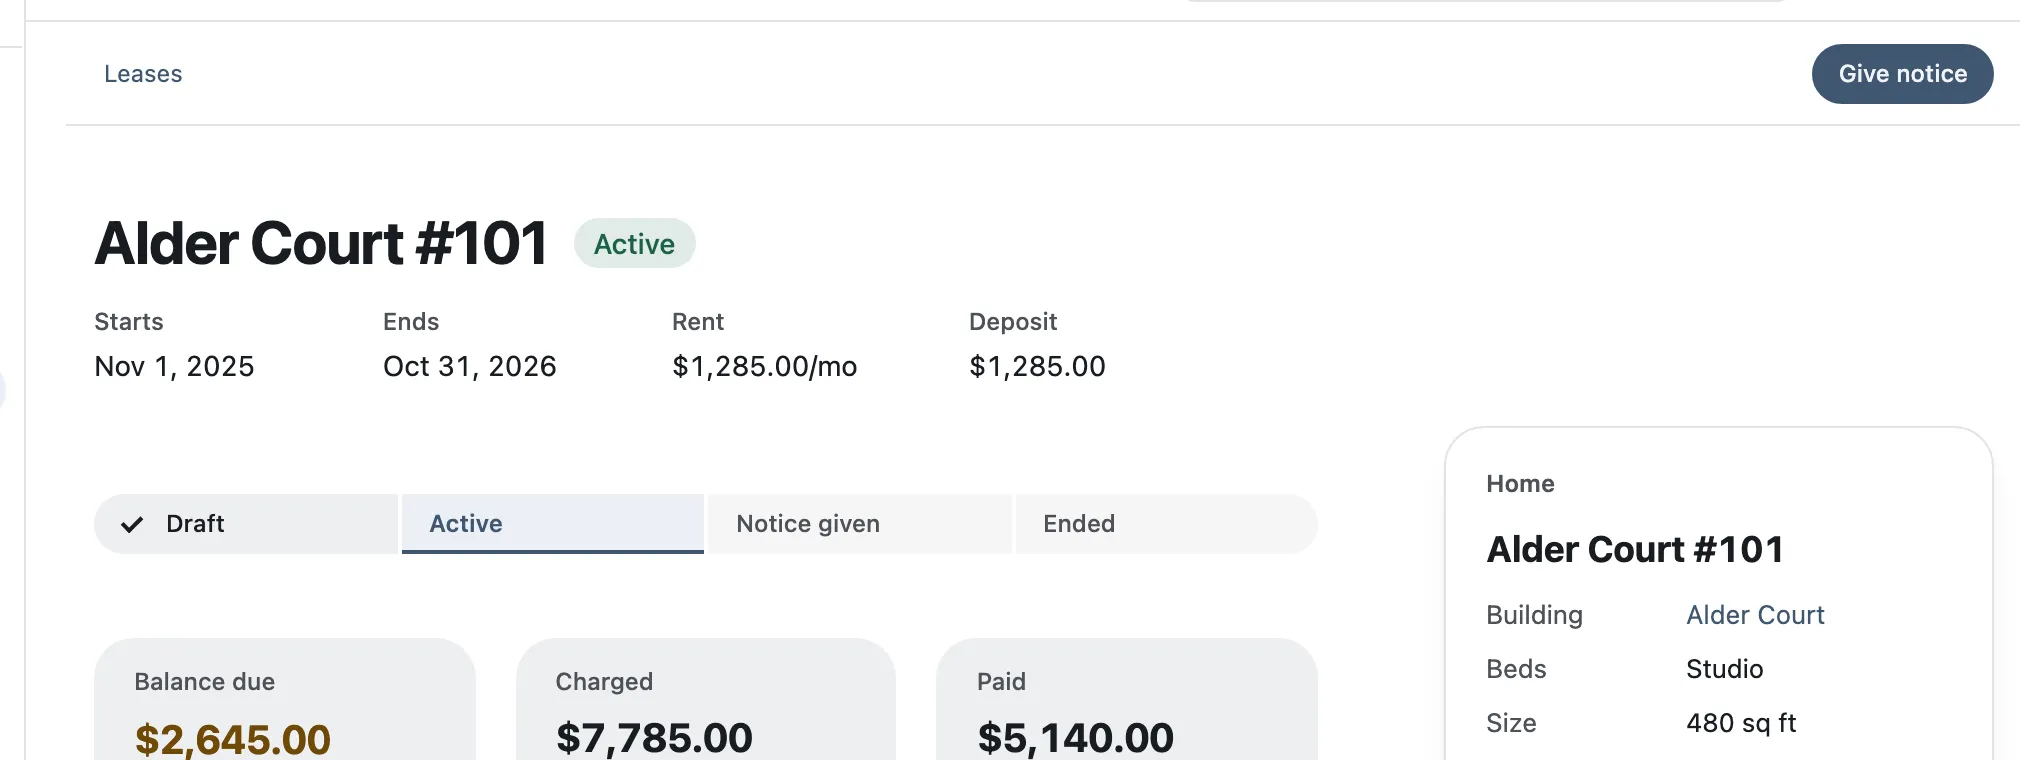 Leases
Give notice
Alder Court #101
Active
Starts
Ends
Rent
Deposit
Nov 1, 2025
Oct 31, 2026
$1,285.00/mo
$1,285.00
Draft
Active
Notice given
Ended
Balance due
$2,645.00
Charged
$7,785.00
Paid
$5,140.00
Home
Alder Court #101
Building
Alder Court
Beds
Studio
Size
480 sq ft